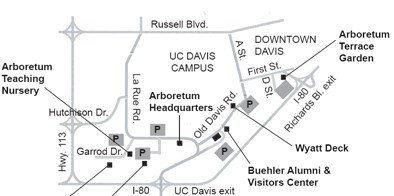 Russell Blvd.
Arboretum
Terrace
Garden
DOWNTOWN
DAVIS
A St.
UC DAVIS
CAMPUS
First St.
D St.
Arboretum
Teaching
Nursery
La Rue Rd.
I-80
Richards Bl. exit
Arboretum
Headquarters
Old Davis Rd.
P
Hutchison Dr.
P
P
Wyatt Deck
Hwy. 113
Garrod Dr.
P
P
Buehler Alumni &
Visitors Center
I-80
UC Davis exit